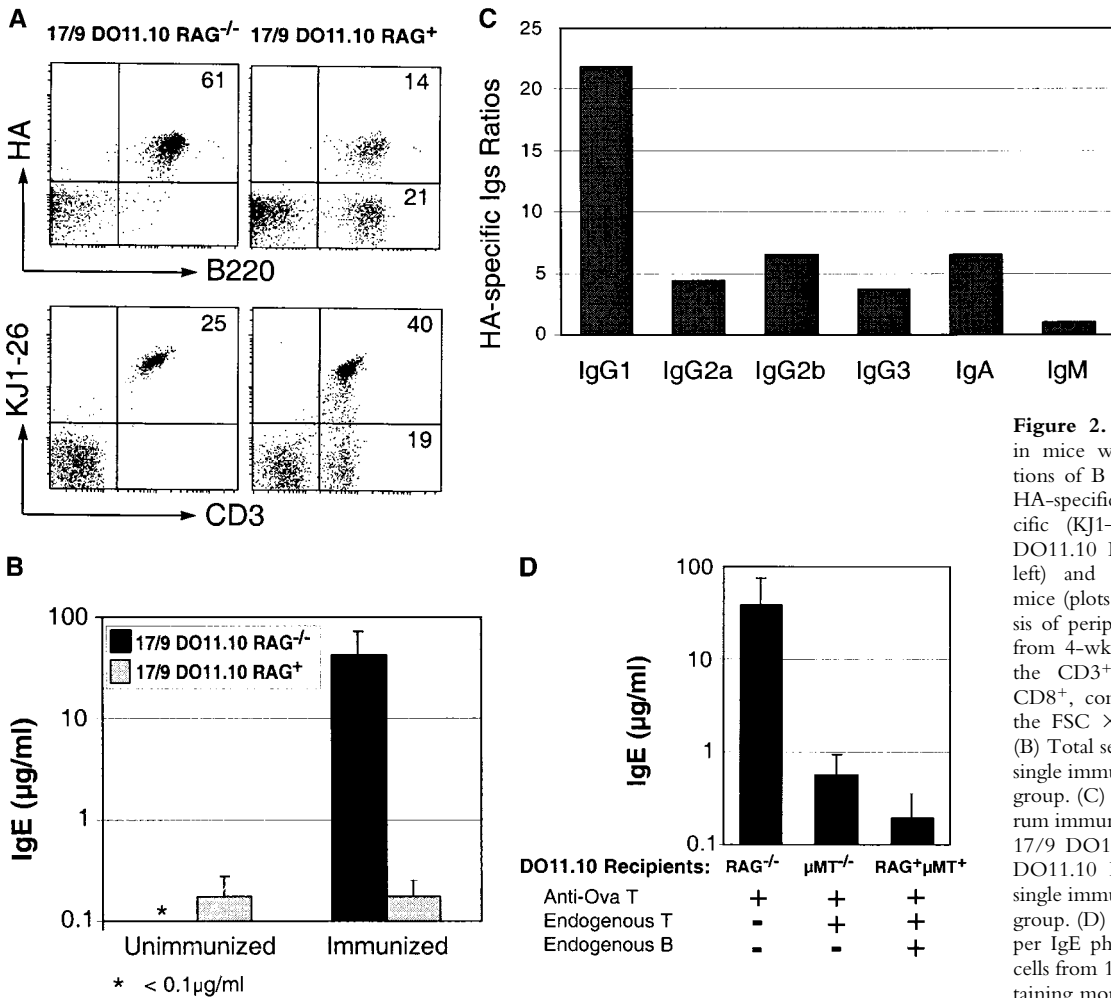 A
17/9 DO11.10 RAG-/- 17/9 DO11.10 RAG+
61
14
21
HA
B220
25
40
19
KJ1-26
CD3
B
100
10
1
0.1
IgE (µg/ml)
17/9 DO11.10 RAG-/-
17/9 DO11.10 RAG+
*
Unimmunized Immunized
* < 0.1µg/ml
C
25
20
15
10
5
0
HA-specific Igs Ratios
IgG1 IgG2a IgG2b IgG3 IgA IgM
D
100
10
1
0.1
IgE (µg/ml)
DO11.10 Recipients: RAG-/- µMT-/- RAG+µMT+
Anti-Ova T + + +
Endogenous T - + +
Endogenous B - - +
Figure 2.
in mice w
tions of B
HA-specific
cific (KJ1-
DO11.10
left) and
mice (plots
sis of perip
from 4-wk
the CD3+
CD8+, con
the FSC ×
(B) Total se
single immu
group. (C)
rum immun
17/9 DO1
DO11.10
single immu
group. (D)
per IgE ph
cells from 1
taining mor